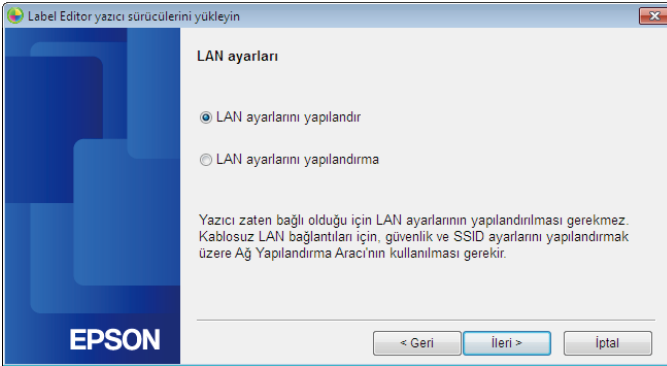 Label Editor yazıcı sürücülerini yükleyin
LAN ayarları
LAN ayarlarını yapılandır
LAN ayarlarını yapılandırma
Yazıcı zaten bağlı olduğu için LAN ayarlarının yapılandırılması gerekmez.
Kablosuz LAN bağlantıları için, güvenlik ve SSID ayarlarını yapılandırmak
üzere Ağ Yapılandırma Aracı'nın kullanılması gerekir.
EPSON
< Geri
İleri >
İptal